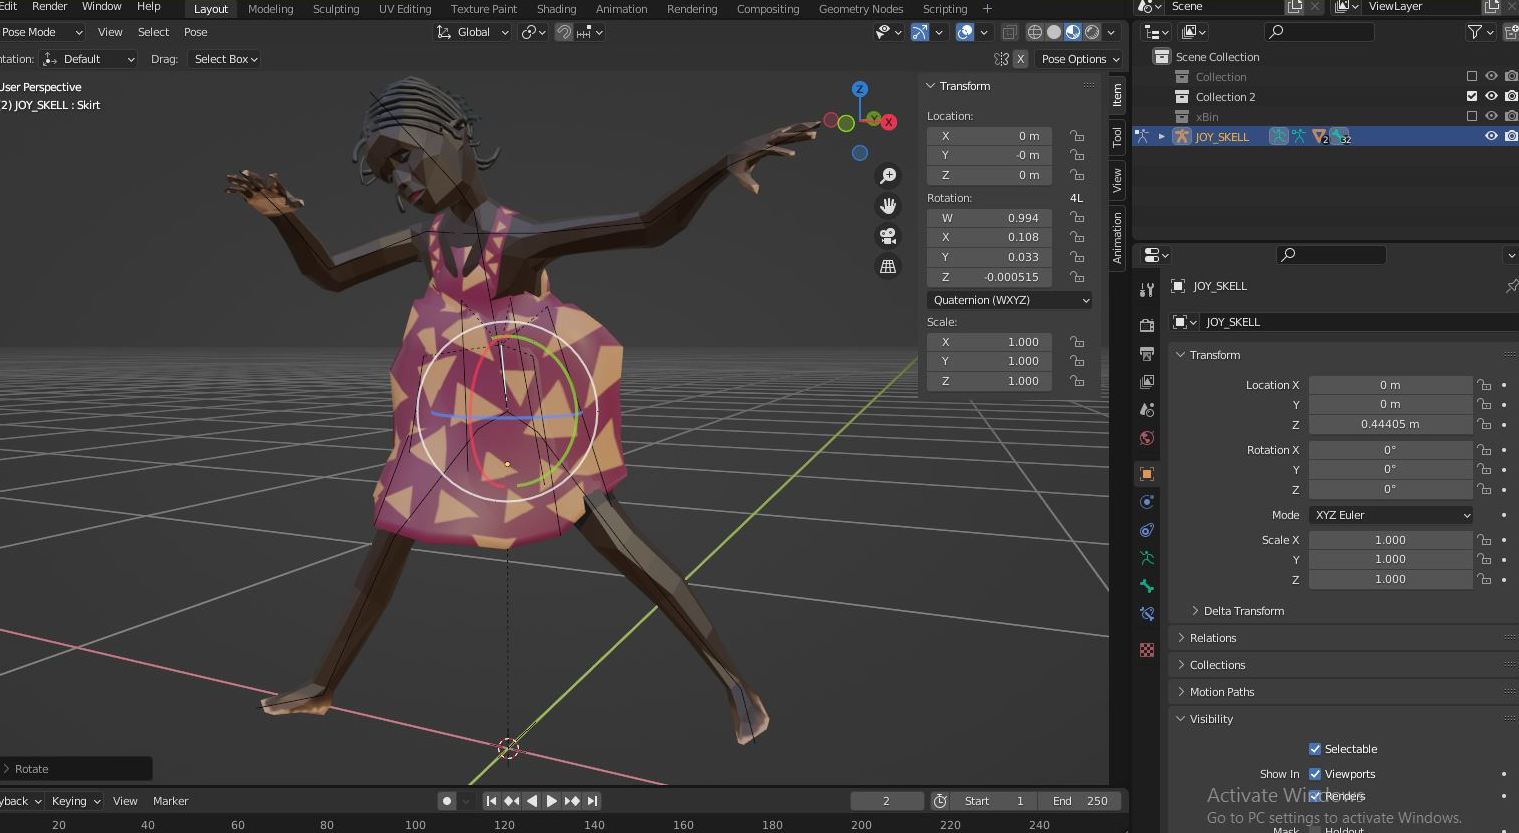 Edit Render Window Help Layout Modeling Sculpting UV Editing Texture Paint Shading Animation Rendering Compositing Geometry Nodes Scripting + Scene ViewLayer
Pose Mode View Select Pose Global
ntation: Default Drag: Select Box X Pose Options
User Perspective
(2) JOY_SKELL : Skirt
Z
Y
X
Transform
Location:
X 0 m
Y -0 m
Z 0 m
Rotation: 4L
W 0.994
X 0.108
Y 0.033
Z -0.000515
Quaternion (WXYZ)
Scale:
X 1.000
Y 1.000
Z 1.000
Item
Tool
View
Animation
Rotate
yback Keying View Marker 2 Start 1 End 250
20 40 60 80 100 120 140 160 180 200 220 240
Scene Collection
Collection
Collection 2
xBin
JOY_SKELL 2 32
JOY_SKELL
JOY_SKELL
Transform
Location X 0 m
Y 0 m
Z 0.44405 m
Rotation X 0°
Y 0°
Z 0°
Mode XYZ Euler
Scale X 1.000
Y 1.000
Z 1.000
Delta Transform
Relations
Collections
Motion Paths
Visibility
Selectable
Show In Viewports
Renders
Mask Holdout
Activate Windows
Go to PC settings to activate Windows.